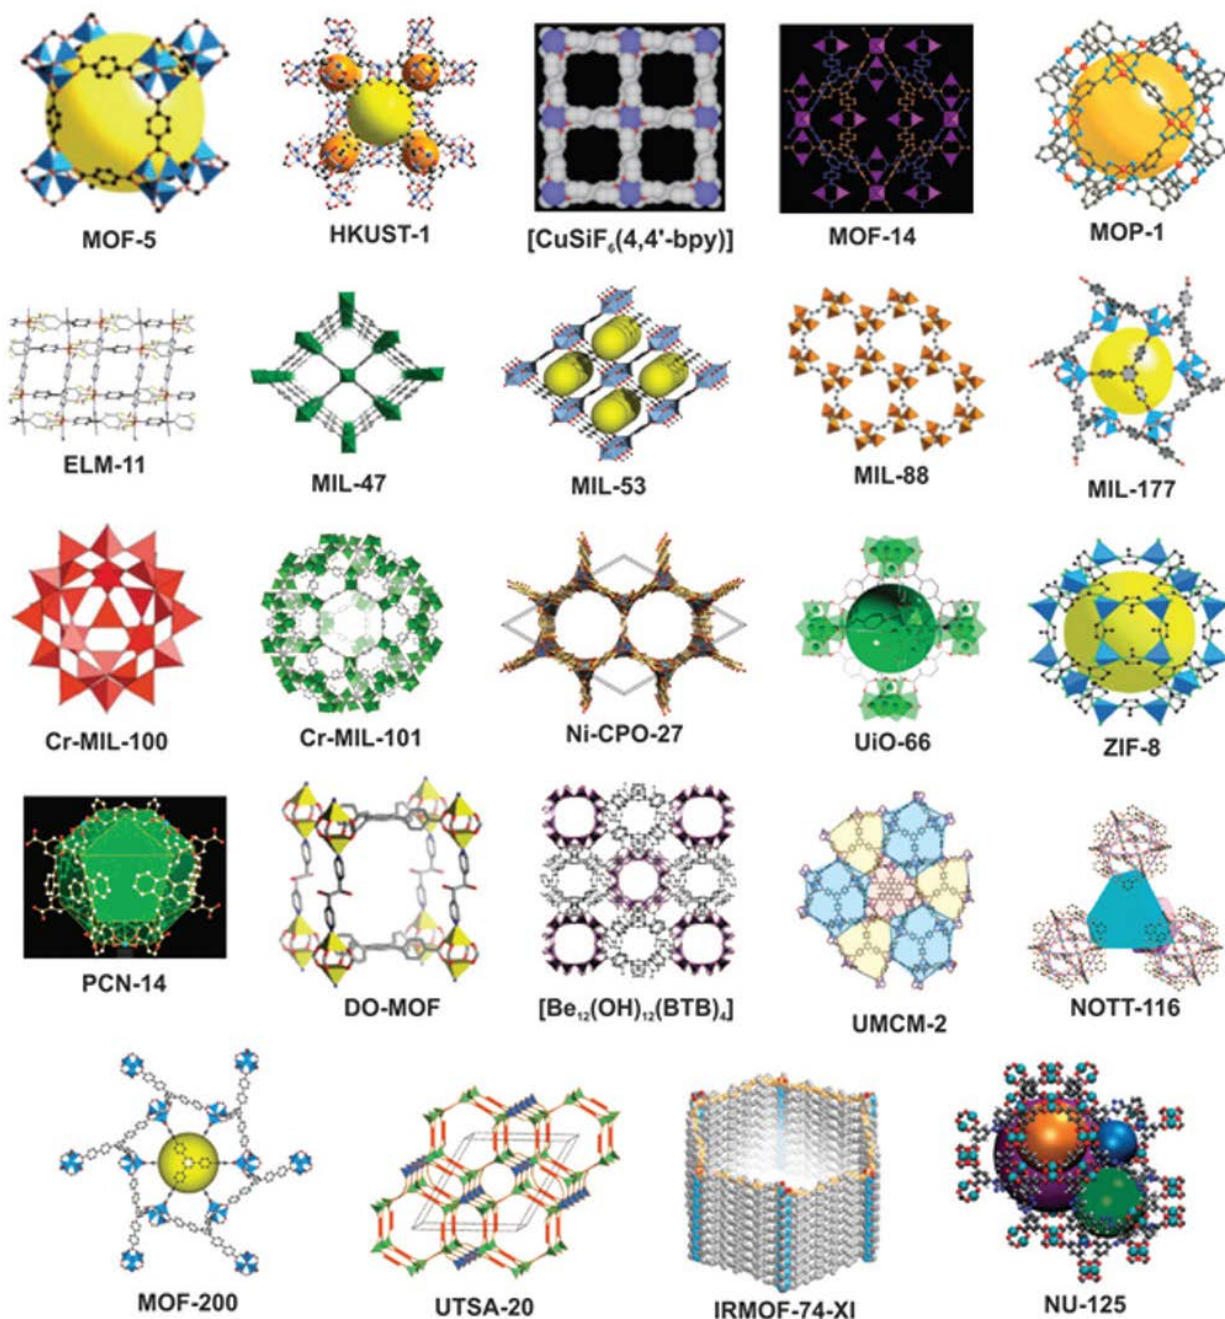 MOF-5
HKUST-1
[CuSiF₆(4,4'-bpy)]
MOF-14
MOP-1
ELM-11
MIL-47
MIL-53
MIL-88
MIL-177
Cr-MIL-100
Cr-MIL-101
Ni-CPO-27
UiO-66
ZIF-8
PCN-14
DO-MOF
[Be₁₂(OH)₁₂(BTB)₄]
UMCM-2
NOTT-116
MOF-200
UTSA-20
IRMOF-74-XI
NU-125